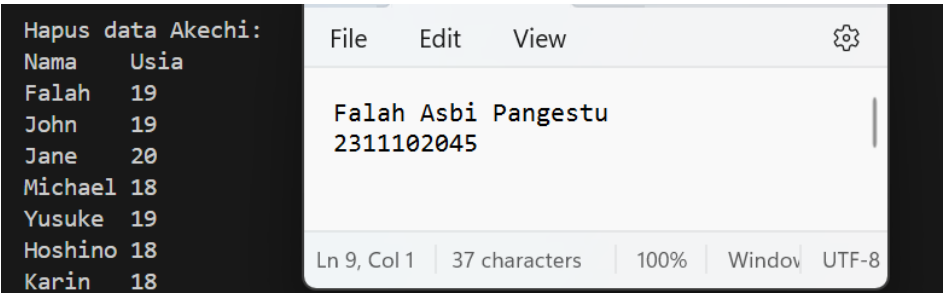 Hapus data Akechi:
Nama Usia
Falah 19
John 19
Jane 20
Michael 18
Yusuke 19
Hoshino 18
Karin 18
File Edit View
Falah Asbi Pangestu
2311102045
Ln 9, Col 1 37 characters 100% Window UTF-8